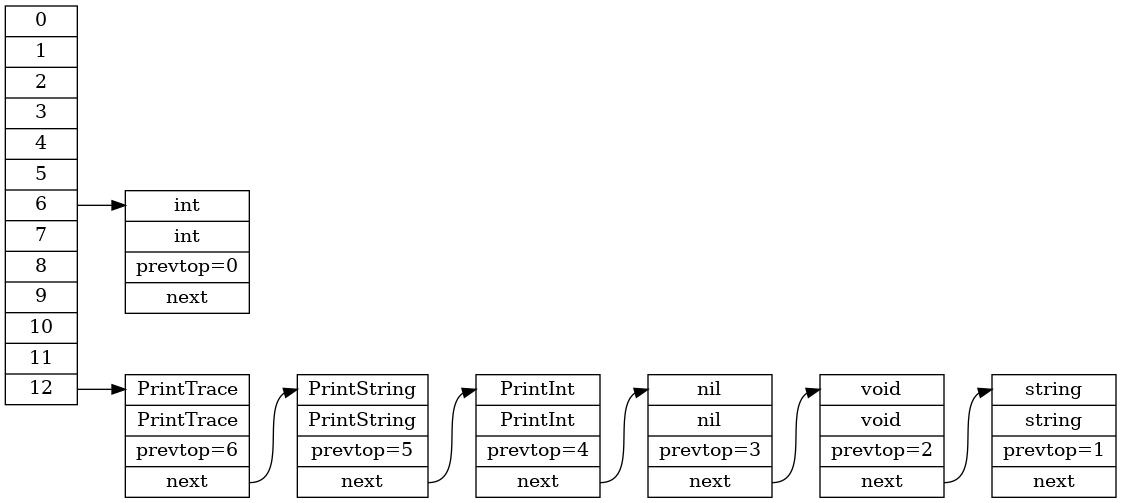 0
1
2
3
4
5
6
7
8
9
10
11
12
int
int
prevtop=0
next
PrintTrace
PrintTrace
prevtop=6
next
PrintString
PrintString
prevtop=5
next
PrintInt
PrintInt
prevtop=4
next
nil
nil
prevtop=3
next
void
void
prevtop=2
next
string
string
prevtop=1
next